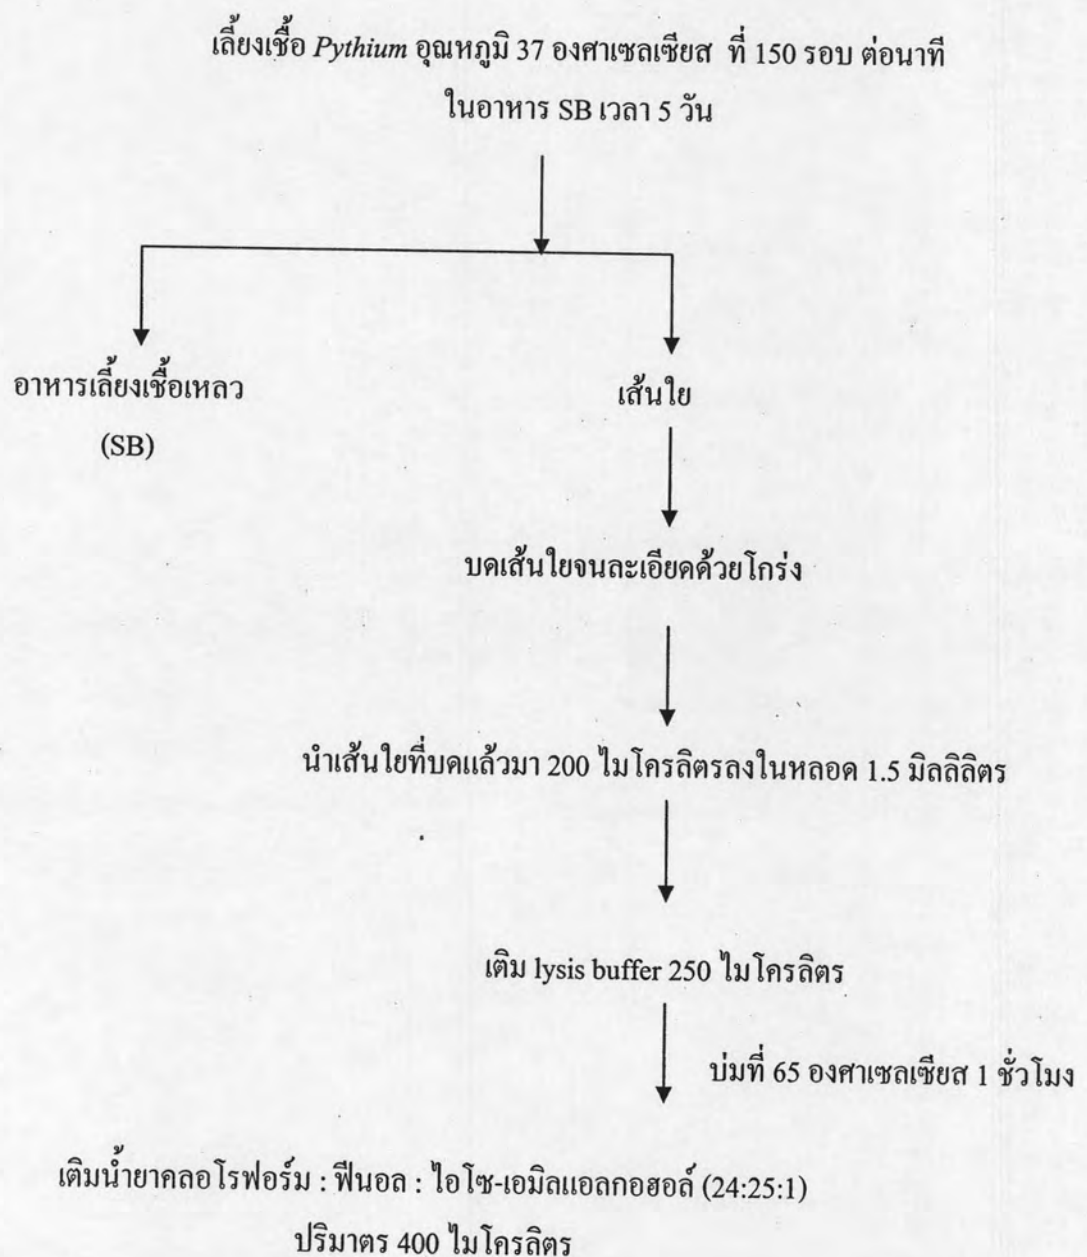 เลี้ยงเชื้อ Pythium อุณหภูมิ 37 องศาเซลเซียส ที่ 150 รอบ ต่อนาที
ในอาหาร SB เวลา 5 วัน
อาหารเลี้ยงเชื้อเหลว
(SB)
เส้นใย
บดเส้นใยจนละเอียดด้วยโกร่ง
นำเส้นใยที่บดแล้วมา 200 ไมโครลิตรลงในหลอด 1.5 มิลลิลิตร
เติม lysis buffer 250 ไมโครลิตร
บ่มที่ 65 องศาเซลเซียส 1 ชั่วโมง
เติมน้ำยาคลอโรฟอร์ม : ฟีนอล : ไอโซ-เอมิลแอลกอฮอล์ (24:25:1)
ปริมาตร 400 ไมโครลิตร